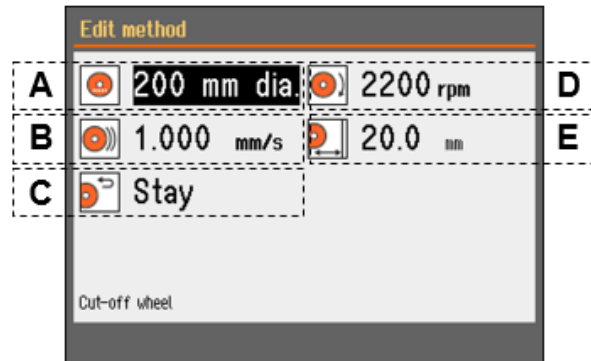 Edit method
A 200 mm dia. 2200 rpm D
B 1.000 mm/s 20.0 mm E
C Stay
Cut-off wheel